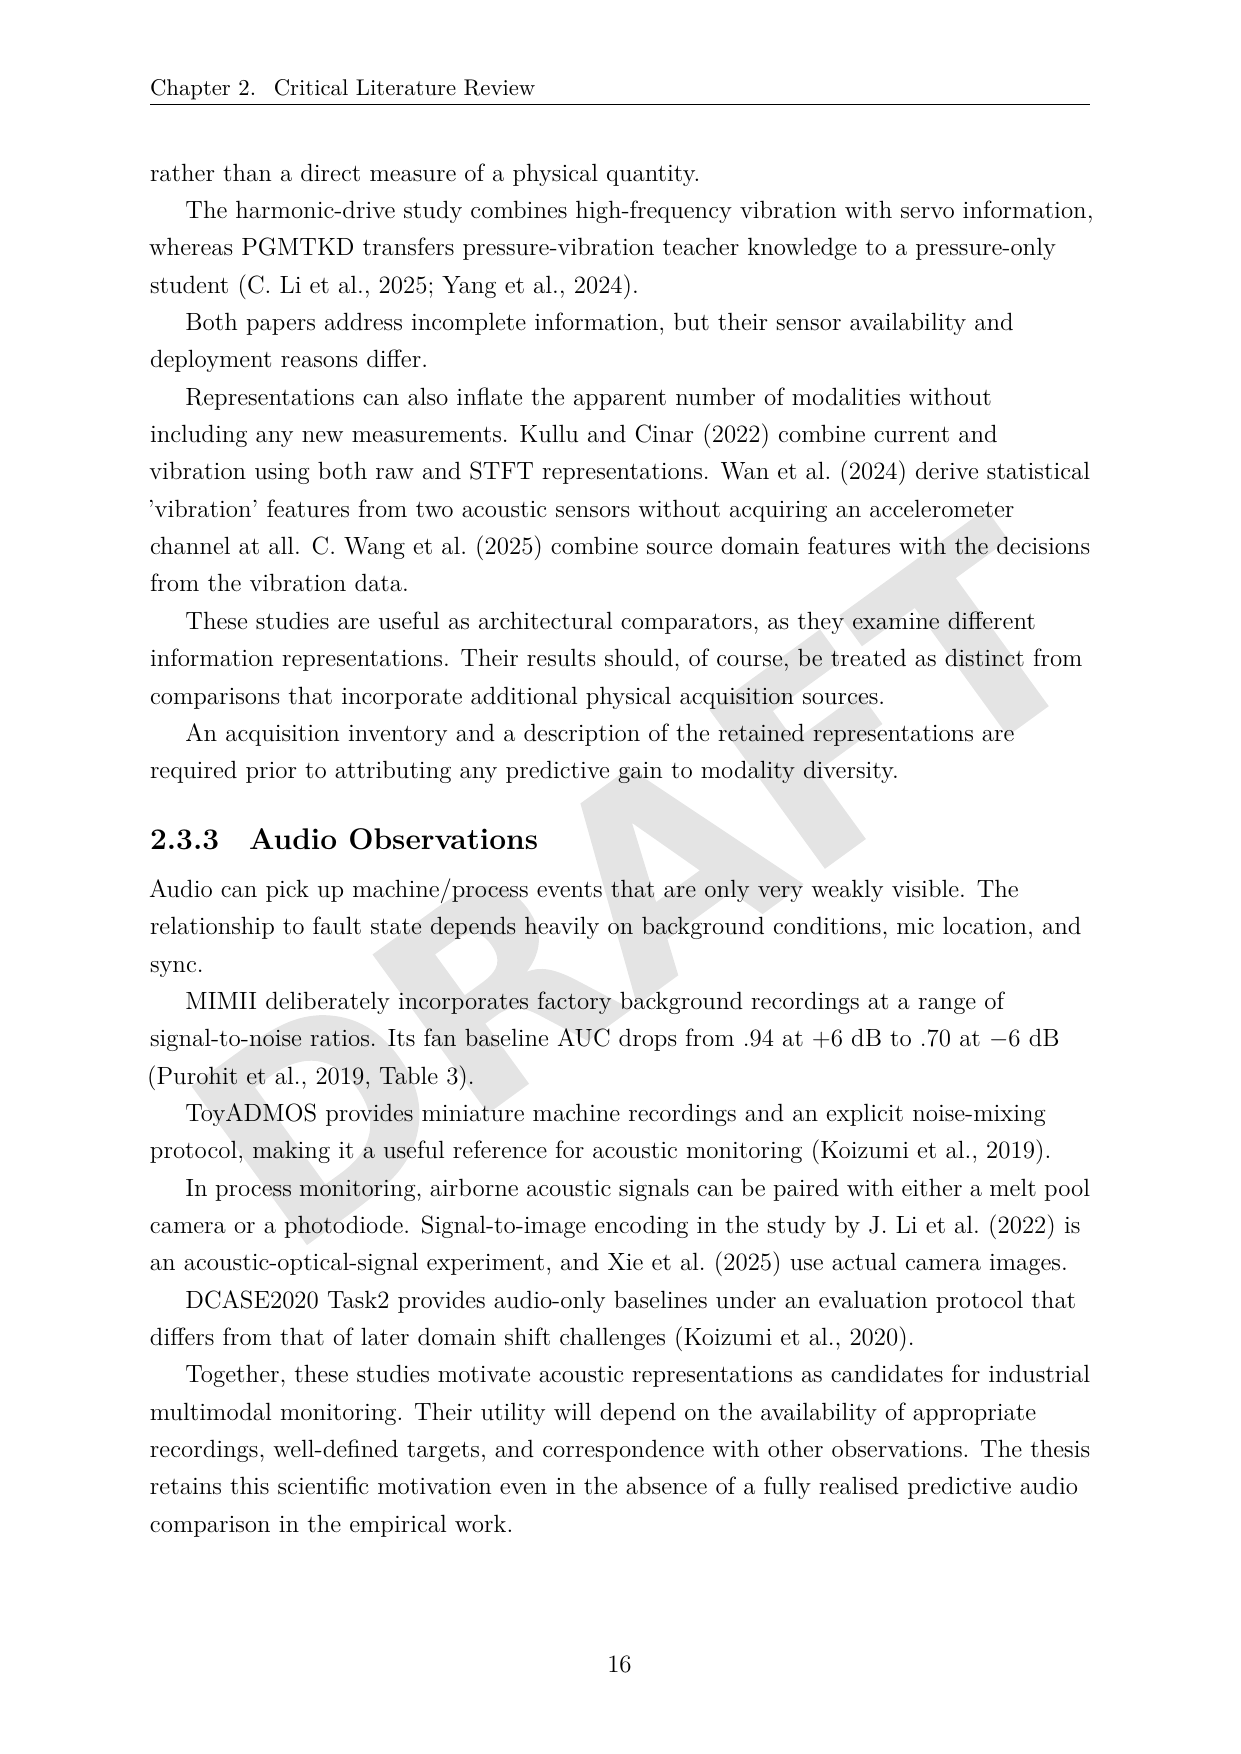 Chapter 2. Critical Literature Review
rather than a direct measure of a physical quantity.
The harmonic-drive study combines high-frequency vibration with servo information,
whereas PGMTKD transfers pressure-vibration teacher knowledge to a pressure-only
student (C. Li et al., 2025; Yang et al., 2024).
Both papers address incomplete information, but their sensor availability and
deployment reasons differ.
Representations can also inflate the apparent number of modalities without
including any new measurements. Kullu and Cinar (2022) combine current and
vibration using both raw and STFT representations. Wan et al. (2024) derive statistical
’vibration’ features from two acoustic sensors without acquiring an accelerometer
channel at all. C. Wang et al. (2025) combine source domain features with the decisions
from the vibration data.
These studies are useful as architectural comparators, as they examine different
information representations. Their results should, of course, be treated as distinct from
comparisons that incorporate additional physical acquisition sources.
An acquisition inventory and a description of the retained representations are
required prior to attributing any predictive gain to modality diversity.
2.3.3 Audio Observations
Audio can pick up machine/process events that are only very weakly visible. The
relationship to fault state depends heavily on background conditions, mic location, and
sync.
MIMII deliberately incorporates factory background recordings at a range of
signal-to-noise ratios. Its fan baseline AUC drops from .94 at +6 dB to .70 at −6 dB
(Purohit et al., 2019, Table 3).
ToyADMOS provides miniature machine recordings and an explicit noise-mixing
protocol, making it a useful reference for acoustic monitoring (Koizumi et al., 2019).
In process monitoring, airborne acoustic signals can be paired with either a melt pool
camera or a photodiode. Signal-to-image encoding in the study by J. Li et al. (2022) is
an acoustic-optical-signal experiment, and Xie et al. (2025) use actual camera images.
DCASE2020 Task2 provides audio-only baselines under an evaluation protocol that
differs from that of later domain shift challenges (Koizumi et al., 2020).
Together, these studies motivate acoustic representations as candidates for industrial
multimodal monitoring. Their utility will depend on the availability of appropriate
recordings, well-defined targets, and correspondence with other observations. The thesis
retains this scientific motivation even in the absence of a fully realised predictive audio
comparison in the empirical work.
16
DRAFT